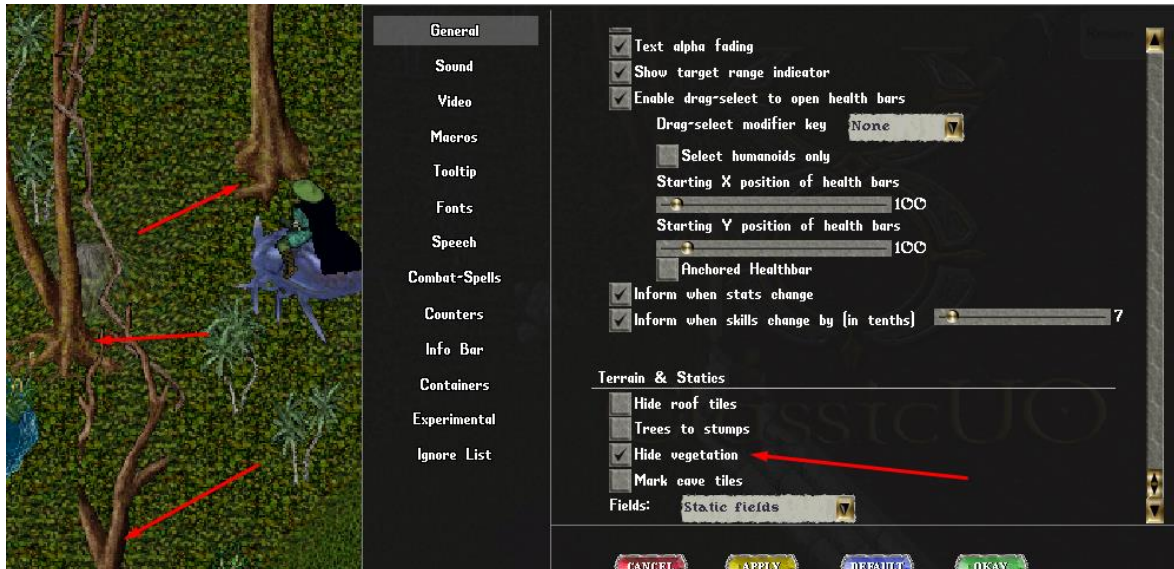 General
Sound
Video
Macros
Tooltip
Fonts
Speech
Combat-Spells
Counters
Info Bar
Containers
Experimental
Ignore List
Text alpha fading
Show target range indicator
Enable drag-select to open health bars
Drag-select modifier key None
Select humanoids only
Starting X position of health bars
100
Starting Y position of health bars
100
Anchored Healthbar
Inform when stats change
Inform when skills change by (in tenths) 7
Terrain & Statics
Hide roof tiles
Trees to stumps
Hide vegetation
Mark cave tiles
Fields: Static fields
CANCEL APPLY DEFAULT OKAY